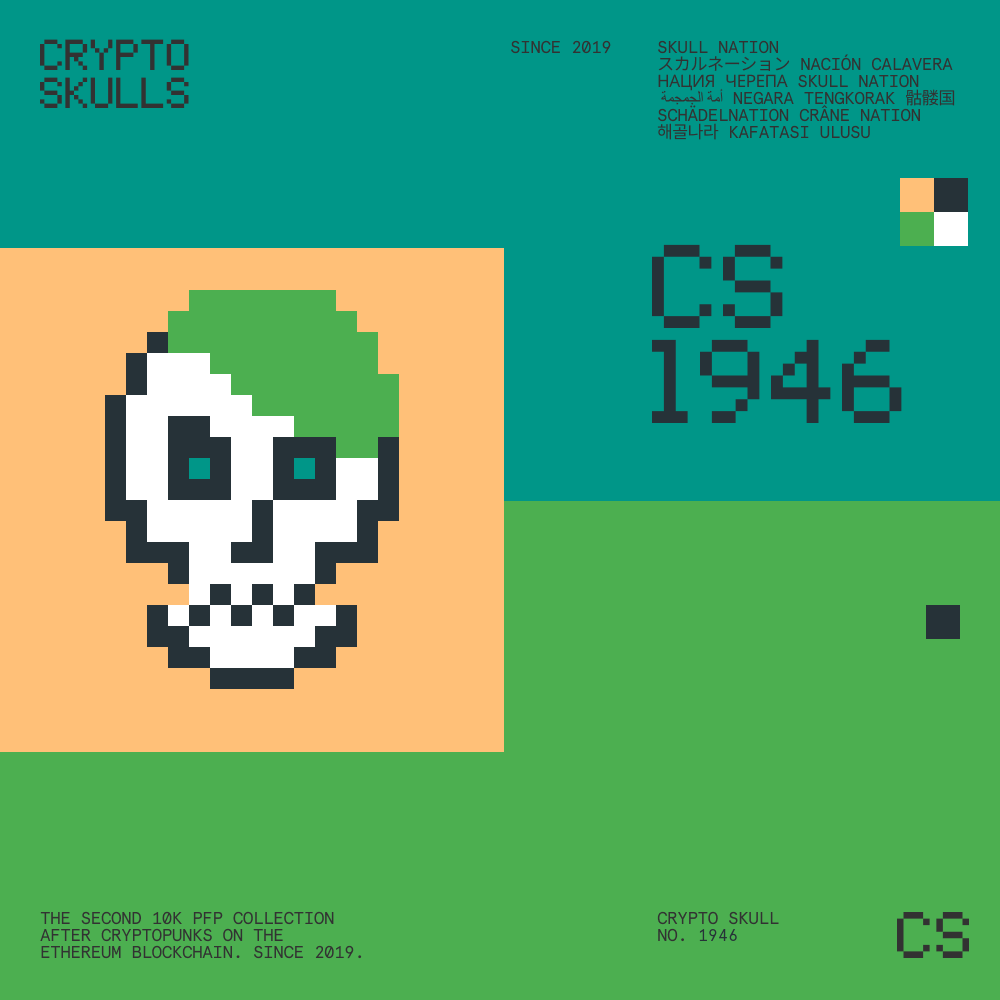 CRYPTO
SKULLS
SINCE 2019
SKULL NATION
スカルネーション NACIÓN CALAVERA
НАЦИЯ ЧЕРЕПА SKULL NATION
أمة الجمجمة NEGARA TENGKORAK 骷髅国
SCHÄDELNATION CRÂNE NATION
해골나라 KAFATASI ULUSU
CS
1946
THE SECOND 10K PFP COLLECTION
AFTER CRYPTOPUNKS ON THE
ETHEREUM BLOCKCHAIN. SINCE 2019.
CRYPTO SKULL
NO. 1946
CS